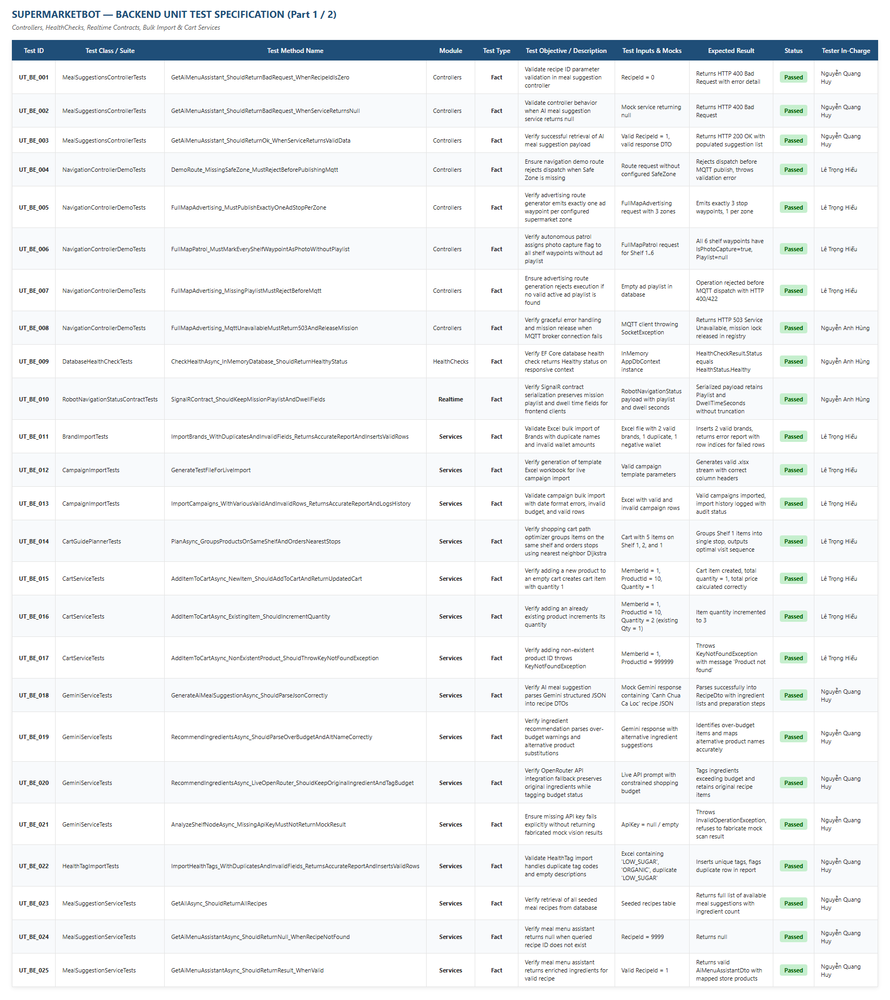 SUPERMARKETBOT — BACKEND UNIT TEST SPECIFICATION (Part 1 / 2)
Controllers, HealthChecks, Realtime Contracts, Bulk Import & Cart Services
Test ID | Test Class / Suite | Test Method Name | Module | Test Type | Test Objective / Description | Test Inputs & Mocks | Expected Result | Status | Tester In-Charge
UT_BE_001 | MealSuggestionsControllerTests | GetAiMenuAssistant_ShouldReturnBadRequest_WhenRecipeIdIsZero | Controllers | Fact | Validate recipe ID parameter validation in meal suggestion controller | RecipeId = 0 | Returns HTTP 400 Bad Request with error detail | Passed | Nguyễn Quang Huy
UT_BE_002 | MealSuggestionsControllerTests | GetAiMenuAssistant_ShouldReturnBadRequest_WhenServiceReturnsNull | Controllers | Fact | Validate controller behavior when AI meal suggestion service returns null | Mock service returning null | Returns HTTP 400 Bad Request | Passed | Nguyễn Quang Huy
UT_BE_003 | MealSuggestionsControllerTests | GetAiMenuAssistant_ShouldReturnOk_WhenServiceReturnsValidData | Controllers | Fact | Verify successful retrieval of AI meal suggestion payload | Valid RecipeId = 1, valid response DTO | Returns HTTP 200 OK with populated suggestion list | Passed | Nguyễn Quang Huy
UT_BE_004 | NavigationControllerDemoTests | DemoRoute_MissingSafeZone_MustRejectBeforePublishingMqtt | Controllers | Fact | Ensure navigation demo route rejects dispatch when Safe Zone is missing | Route request without configured SafeZone | Rejects dispatch before MQTT publish, throws validation error | Passed | Lê Trọng Hiếu
UT_BE_005 | NavigationControllerDemoTests | FullMapAdvertising_MustPublishExactlyOneAdStopPerZone | Controllers | Fact | Verify advertising route generator emits exactly one ad waypoint per configured supermarket zone | FullMapAdvertising request with 3 zones | Emits exactly 3 stop waypoints, 1 per zone | Passed | Lê Trọng Hiếu
UT_BE_006 | NavigationControllerDemoTests | FullMapPatrol_MustMarkEveryShelfWaypointAsPhotoWithoutPlaylist | Controllers | Fact | Verify autonomous patrol assigns photo capture flag to all shelf waypoints without ad playlist | FullMapPatrol request for Shelf 1..6 | All 6 shelf waypoints have IsPhotoCapture=true, Playlist=null | Passed | Lê Trọng Hiếu
UT_BE_007 | NavigationControllerDemoTests | FullMapAdvertising_MissingPlaylistMustRejectBeforeMqtt | Controllers | Fact | Ensure advertising route generation rejects execution if no valid active ad playlist is found | Empty ad playlist in database | Operation rejected before MQTT dispatch with HTTP 400/422 | Passed | Lê Trọng Hiếu
UT_BE_008 | NavigationControllerDemoTests | FullMapAdvertising_MqttUnavailableMustReturn503AndReleaseMission | Controllers | Fact | Verify graceful error handling and mission release when MQTT broker connection fails | MQTT client throwing SocketException | Returns HTTP 503 Service Unavailable, mission lock released in registry | Passed | Nguyễn Anh Hùng
UT_BE_009 | DatabaseHealthCheckTests | CheckHealthAsync_InMemoryDatabase_ShouldReturnHealthyStatus | HealthChecks | Fact | Verify EF Core database health check returns Healthy status on responsive context | InMemory AppDbContext instance | HealthCheckResult.Status equals HealthStatus.Healthy | Passed | Nguyễn Anh Hùng
UT_BE_010 | RobotNavigationStatusContractTests | SignalRContract_ShouldKeepMissionPlaylistAndDwellFields | Realtime | Fact | Verify SignalR contract serialization preserves mission playlist and dwell time fields for frontend clients | RobotNavigationStatus payload with playlist and dwell seconds | Serialized payload retains Playlist and DwellTimeSeconds without truncation | Passed | Nguyễn Anh Hùng
UT_BE_011 | BrandImportTests | ImportBrands_WithDuplicatesAndInvalidFields_ReturnsAccurateReportAndInsertsValidRows | Services | Fact | Validate Excel bulk import of Brands with duplicate names and invalid wallet amounts | Excel file with 2 valid brands, 1 duplicate, 1 negative wallet | Inserts 2 valid brands, returns error report with row indices for failed rows | Passed | Lê Trọng Hiếu
UT_BE_012 | CampaignImportTests | GenerateTestFileForLiveImport | Services | Fact | Verify generation of template Excel workbook for live campaign import | Valid campaign template parameters | Generates valid .xlsx stream with correct column headers | Passed | Lê Trọng Hiếu
UT_BE_013 | CampaignImportTests | ImportCampaigns_WithVariousValidAndInvalidRows_ReturnsAccurateReportAndLogsHistory | Services | Fact | Validate campaign bulk import with date format errors, invalid budget, and valid rows | Excel with valid and invalid campaign rows | Valid campaigns imported, import history logged with audit status | Passed | Lê Trọng Hiếu
UT_BE_014 | CartGuidePlannerTests | PlanAsync_GroupsProductsOnSameShelfAndOrdersNearestStops | Services | Fact | Verify shopping cart path optimizer groups items on the same shelf and orders stops using nearest neighbor Dijkstra | Cart with 5 items on Shelf 1, 2, and 1 | Groups Shelf 1 items into single stop, outputs optimal visit sequence | Passed | Lê Trọng Hiếu
UT_BE_015 | CartServiceTests | AddItemToCartAsync_NewItem_ShouldAddToCartAndReturnUpdatedCart | Services | Fact | Verify adding a new product to an empty cart creates cart item with quantity 1 | MemberId = 1, ProductId = 10, Quantity = 1 | Cart item created, total quantity = 1, total price calculated correctly | Passed | Lê Trọng Hiếu
UT_BE_016 | CartServiceTests | AddItemToCartAsync_ExistingItem_ShouldIncrementQuantity | Services | Fact | Verify adding an already existing product increments its quantity | MemberId = 1, ProductId = 10, Quantity = 2 (existing Qty = 1) | Item quantity incremented to 3 | Passed | Lê Trọng Hiếu
UT_BE_017 | CartServiceTests | AddItemToCartAsync_NonExistentProduct_ShouldThrowKeyNotFoundException | Services | Fact | Verify adding non-existent product ID throws KeyNotFoundException | MemberId = 1, ProductId = 999999 | Throws KeyNotFoundException with message 'Product not found' | Passed | Lê Trọng Hiếu
UT_BE_018 | GeminiServiceTests | GenerateAiMealSuggestionAsync_ShouldParseJsonCorrectly | Services | Fact | Verify AI meal suggestion parses Gemini structured JSON into recipe DTOs | Mock Gemini response containing 'Canh Chua Ca Loc' recipe JSON | Parses successfully into RecipeDto with ingredient lists and preparation steps | Passed | Nguyễn Quang Huy
UT_BE_019 | GeminiServiceTests | RecommendIngredientsAsync_ShouldParseOverBudgetAndAltNameCorrectly | Services | Fact | Verify ingredient recommendation parses over-budget warnings and alternative product substitutions | Gemini response with alternative ingredient suggestions | Identifies over-budget items and maps alternative product names accurately | Passed | Nguyễn Quang Huy
UT_BE_020 | GeminiServiceTests | RecommendIngredientsAsync_LiveOpenRouter_ShouldKeepOriginalIngredientAndTagBudget | Services | Fact | Verify OpenRouter API integration fallback preserves original ingredients while tagging budget status | Live API prompt with constrained shopping budget | Tags ingredients exceeding budget and retains original recipe items | Passed | Nguyễn Quang Huy
UT_BE_021 | GeminiServiceTests | AnalyzeShelfNodeAsync_MissingApiKeyMustNotReturnMockResult | Services | Fact | Ensure missing API key fails explicitly without returning fabricated mock vision results | ApiKey = null / empty | Throws InvalidOperationException, refuses to fabricate mock scan result | Passed | Nguyễn Quang Huy
UT_BE_022 | HealthTagImportTests | ImportHealthTags_WithDuplicatesAndInvalidFields_ReturnsAccurateReportAndInsertsValidRows | Services | Fact | Validate HealthTag import handles duplicate tag codes and empty descriptions | Excel containing 'LOW_SUGAR', 'ORGANIC', duplicate 'LOW_SUGAR' | Inserts unique tags, flags duplicate row in report | Passed | Nguyễn Quang Huy
UT_BE_023 | MealSuggestionServiceTests | GetAllAsync_ShouldReturnAllRecipes | Services | Fact | Verify retrieval of all seeded meal recipes from database | Seeded recipes table | Returns full list of available meal suggestions with ingredient count | Passed | Nguyễn Quang Huy
UT_BE_024 | MealSuggestionServiceTests | GetAiMenuAssistantAsync_ShouldReturnNull_WhenRecipeNotFound | Services | Fact | Verify meal menu assistant returns null when queried recipe ID does not exist | RecipeId = 9999 | Returns null | Passed | Nguyễn Quang Huy
UT_BE_025 | MealSuggestionServiceTests | GetAiMenuAssistantAsync_ShouldReturnResult_WhenValid | Services | Fact | Verify meal menu assistant returns enriched ingredients for valid recipe | Valid RecipeId = 1 | Returns valid AiMenuAssistantDto with mapped store products | Passed | Nguyễn Quang Huy